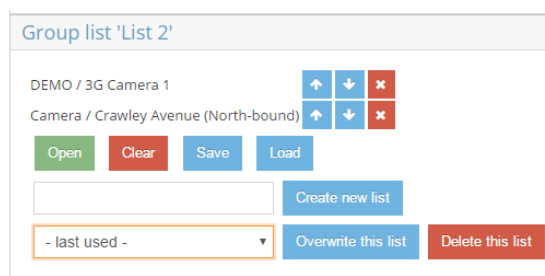 Group list 'List 2'
DEMO / 3G Camera 1
Camera / Crawley Avenue (North-bound)
Open Clear Save Load
Create new list
- last used - Overwrite this list Delete this list